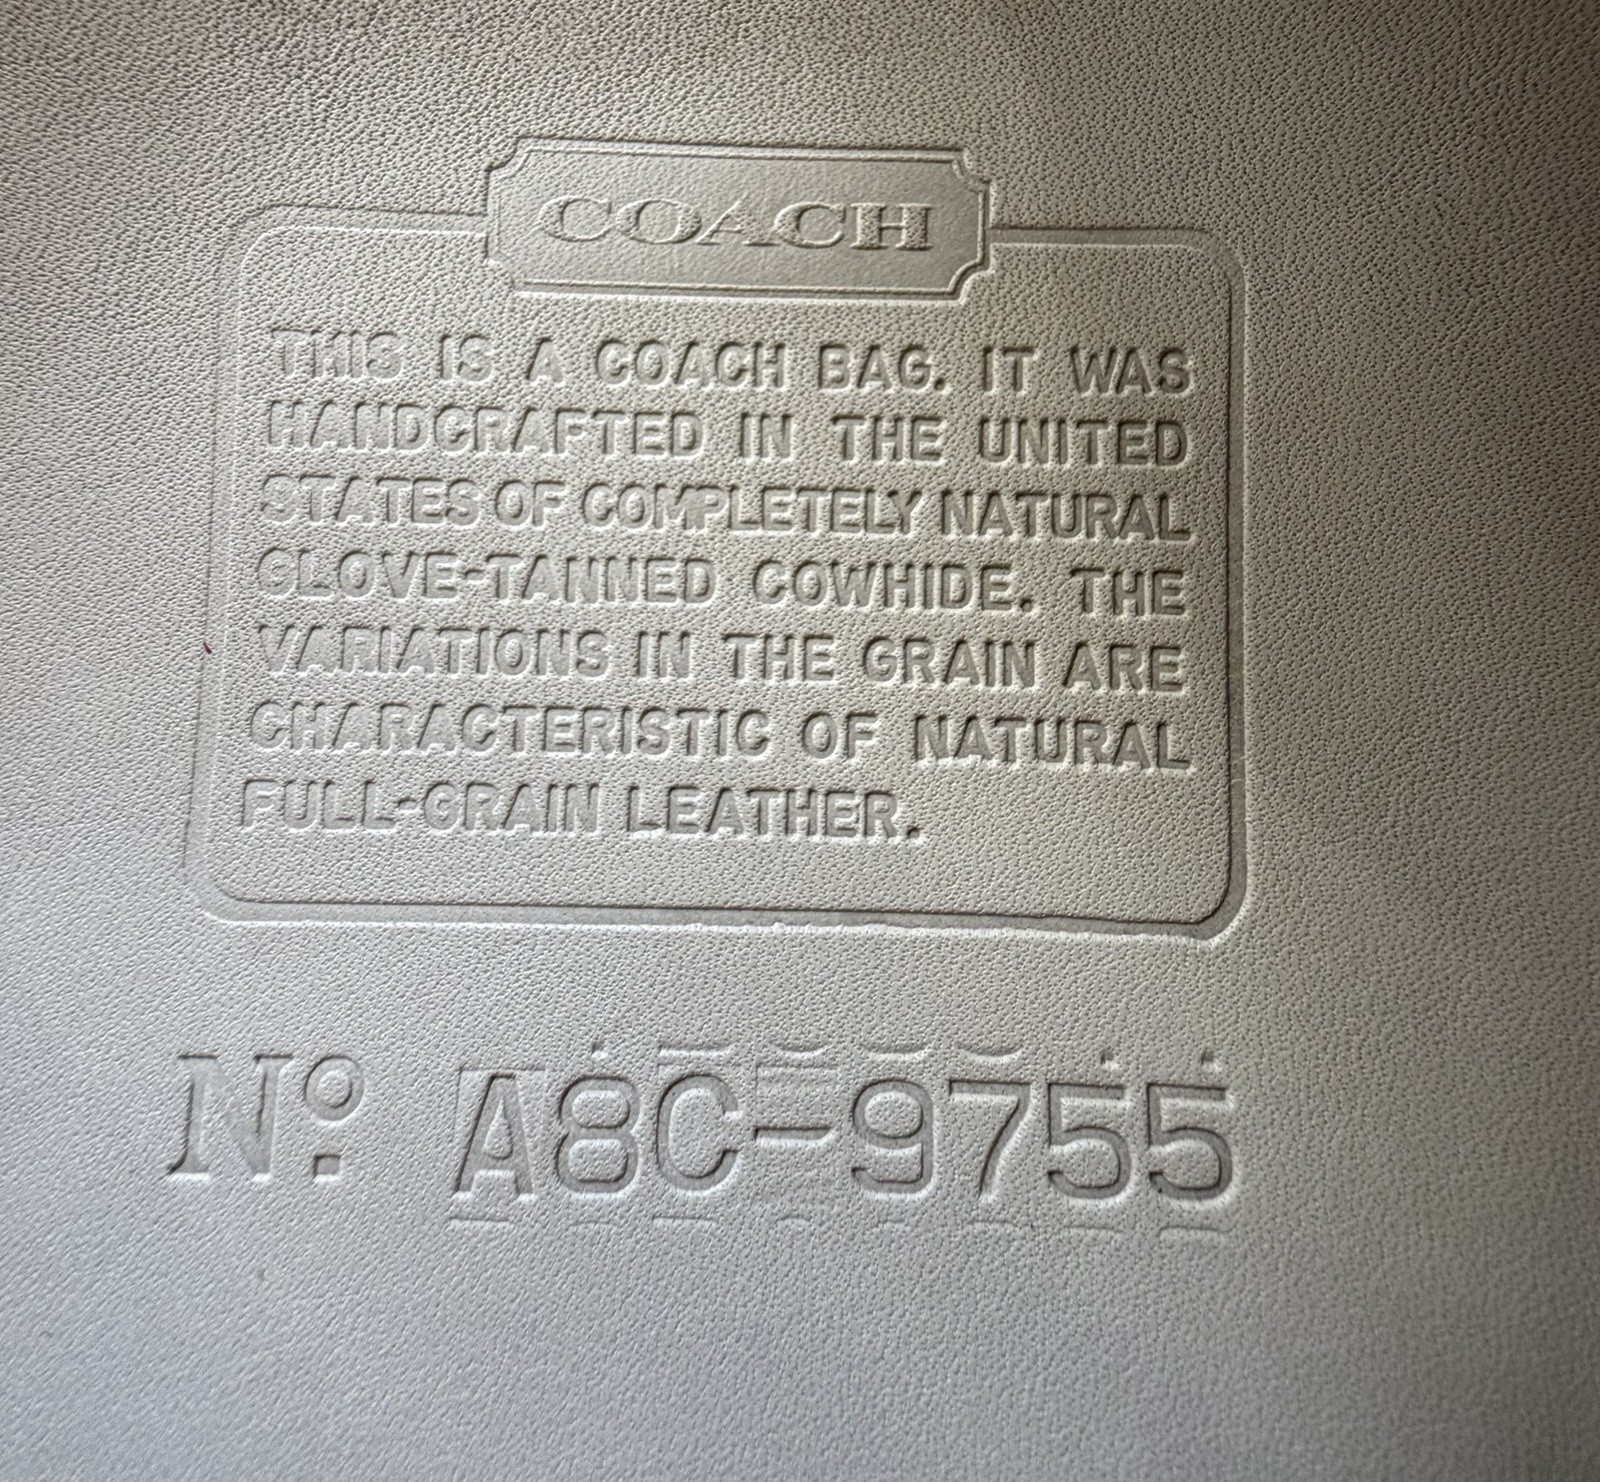 COACH
THIS IS A COACH BAG. IT WAS
HANDCRAFTED IN THE UNITED
STATES OF COMPLETELY NATURAL
GLOVE-TANNED COWHIDE. THE
VARIATIONS IN THE GRAIN ARE
CHARACTERISTIC OF NATURAL
FULL-GRAIN LEATHER.
Nº A8C-9755